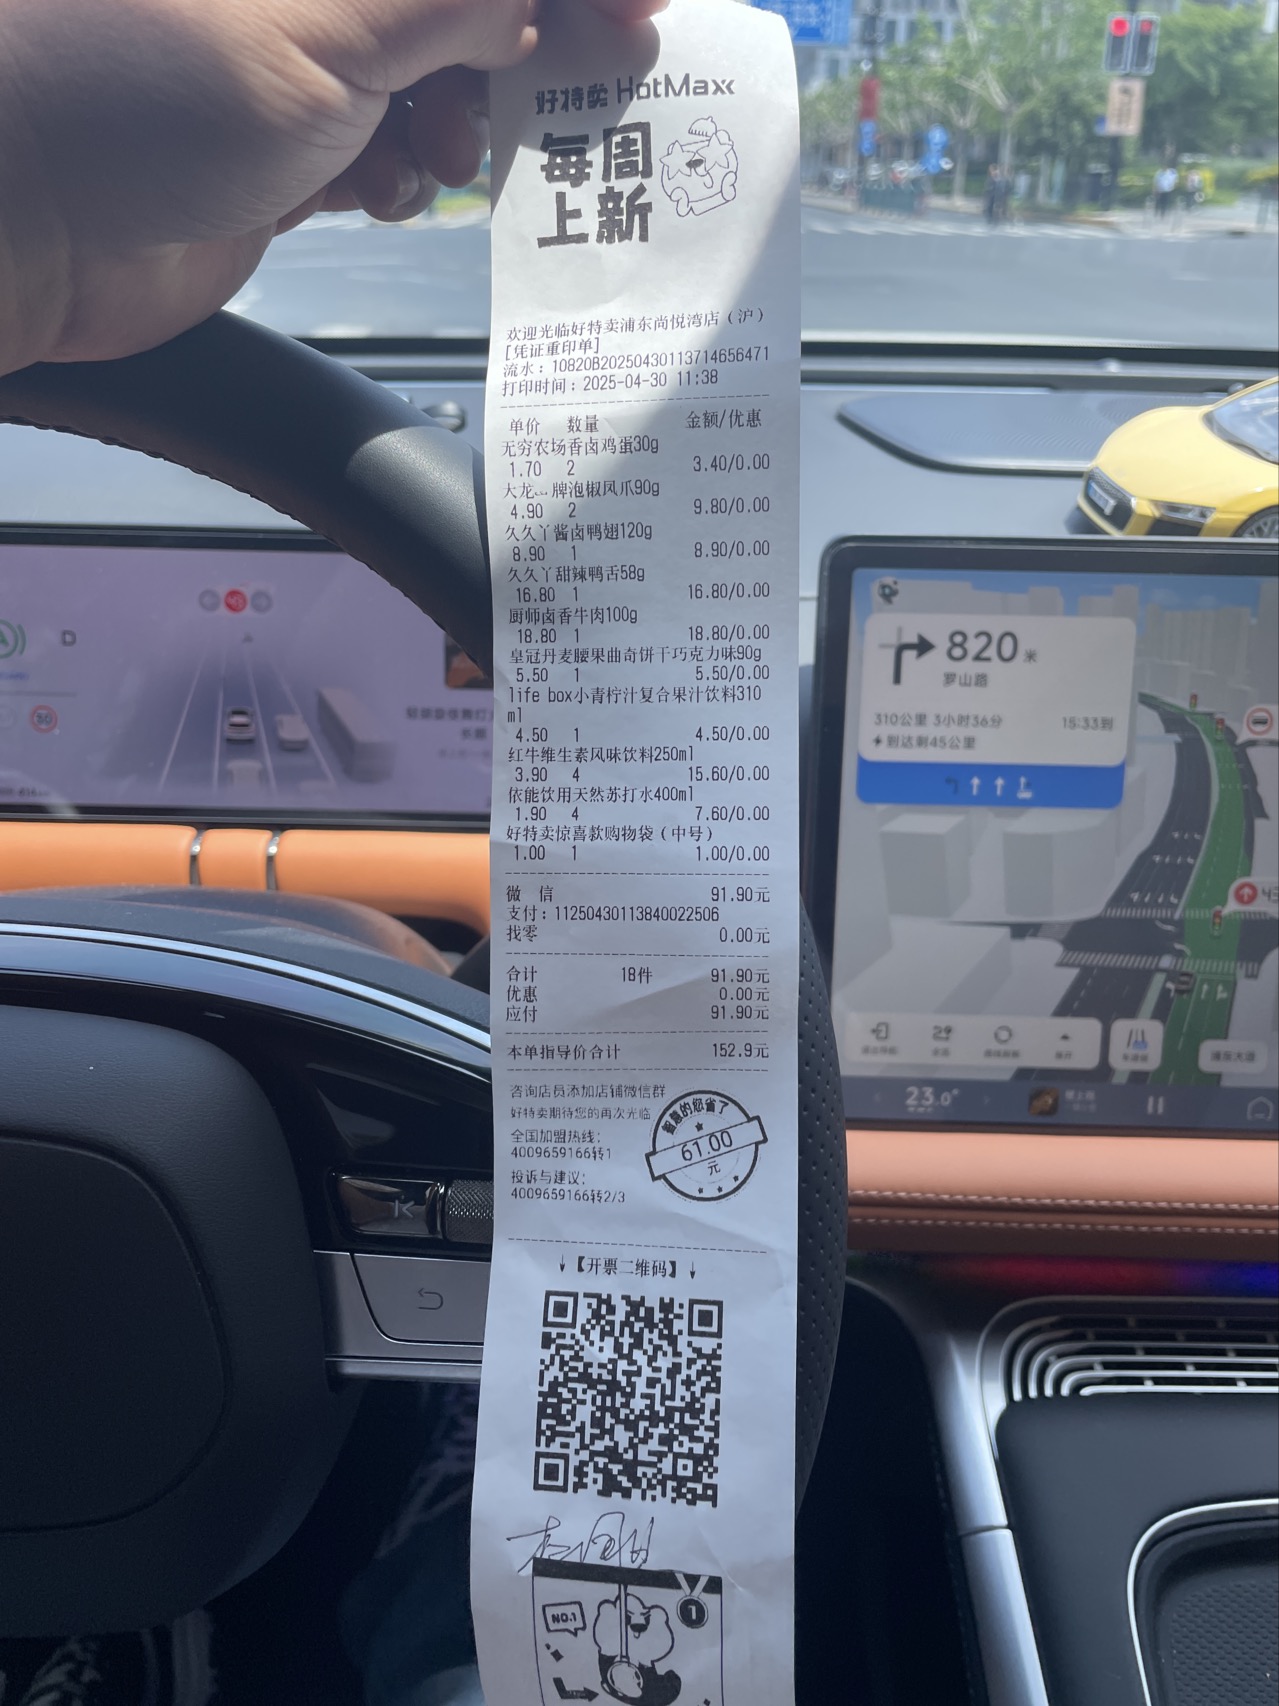 好特卖 HotMaxx
每周
上新
欢迎光临好特卖浦东尚悦湾店（沪）
[凭证重印单]
流水：10820B20250430113714656471
打印时间：2025-04-30 11:38
单价 数量 金额/优惠
无穷农场香卤鸡蛋30g
1.70 2 3.40/0.00
牌泡椒凤爪90g
4.90 2 9.80/0.00
久久丫酱卤鸭翅120g
8.90 1 8.90/0.00
久久丫甜辣鸭舌58g
16.80 1 16.80/0.00
厨师卤香牛肉100g
18.80 1 18.80/0.00
皇冠丹麦腰果曲奇饼干巧克力味90g
5.50 1 5.50/0.00
life box小青柠汁复合果汁饮料310
ml
4.50 1 4.50/0.00
红牛维生素风味饮料250ml
3.90 4 15.60/0.00
依能饮用天然苏打水400ml
1.90 4 7.60/0.00
好特卖惊喜款购物袋（中号）
1.00 1 1.00/0.00
微 信 91.90元
支付：11250430113840022506
找零 0.00元
合计 18件 91.90元
优惠 0.00元
应付 91.90元
本单指导价合计 152.9元
咨询店员添加店铺微信群
好特卖期待您的再次光临
全国加盟热线：
4009659166转1
投诉与建议：
4009659166转2/3
智慧的您省了
61.00
元
↓【开票二维码】↓
NO.1
1
D
80
820米
罗山路
310公里 3小时36分 15:33到
到达剩45公里
浦东大道
23.0°